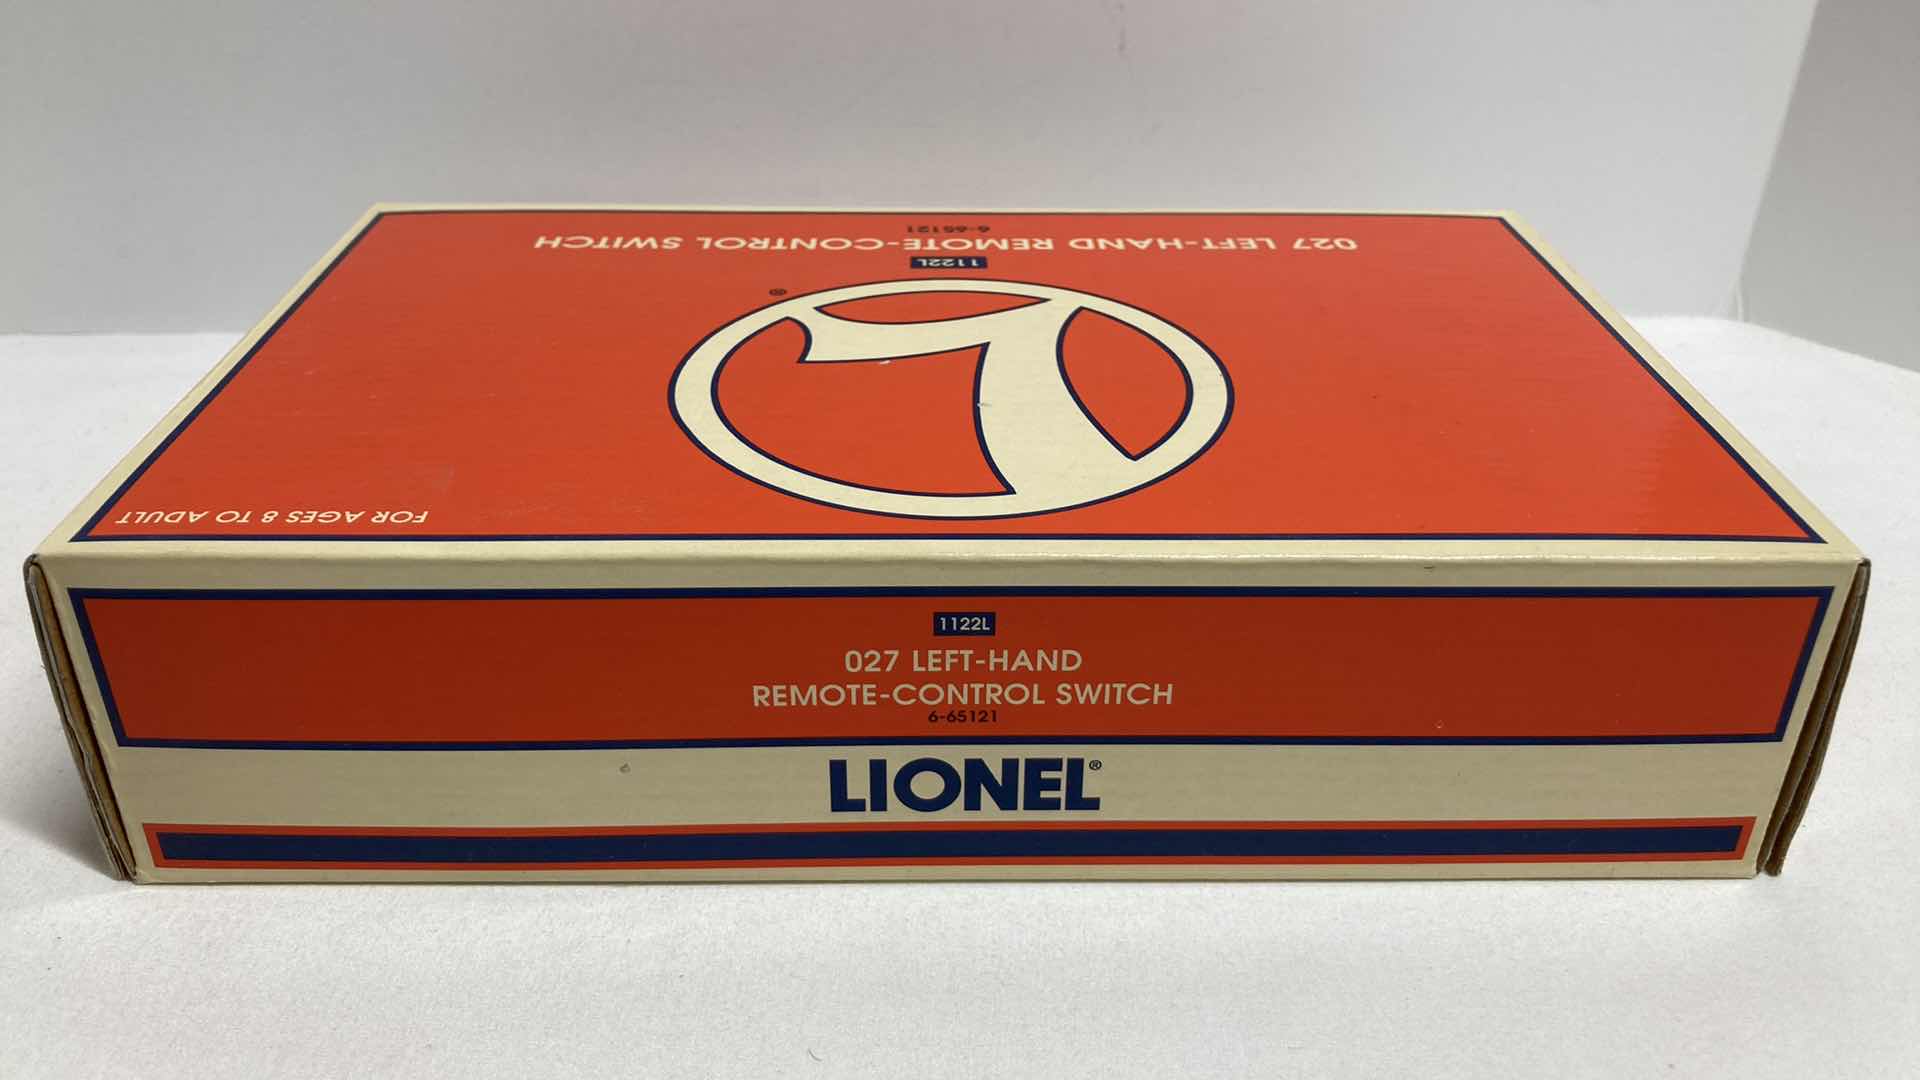 6-65121
027 LEFT-HAND REMOTE-CONTROL SWITCH
1122L
L®
FOR AGES 8 TO ADULT
1122L
027 LEFT-HAND
REMOTE-CONTROL SWITCH
6-65121
LIONEL®